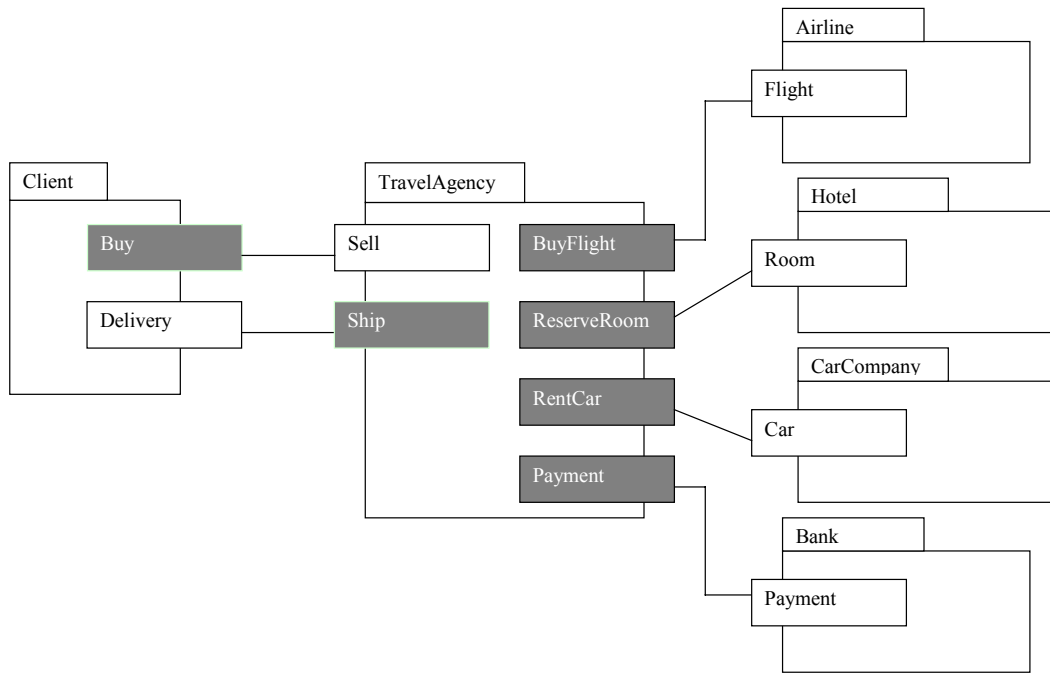 Airline
Flight
Client
TravelAgency
Hotel
Buy
Sell
BuyFlight
Room
Delivery
Ship
ReserveRoom
CarCompany
RentCar
Car
Payment
Bank
Payment